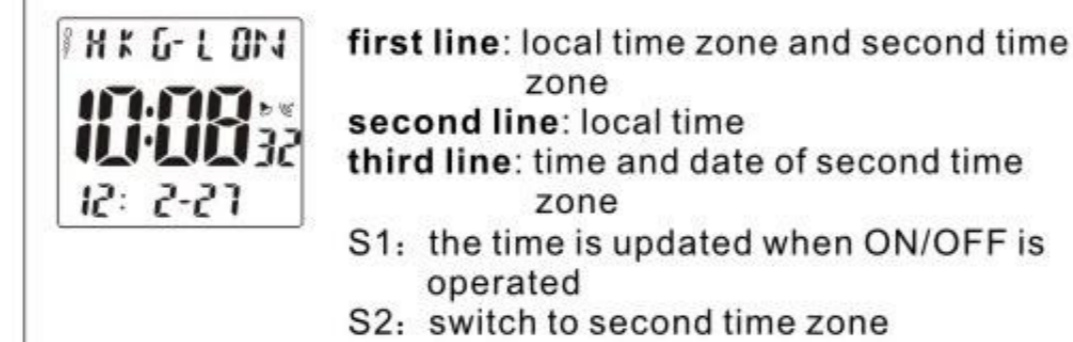 HKG-LON
10:08 32
12: 2-27
first line: local time zone and second time
zone
second line: local time
third line: time and date of second time
zone
S1: the time is updated when ON/OFF is
operated
S2: switch to second time zone